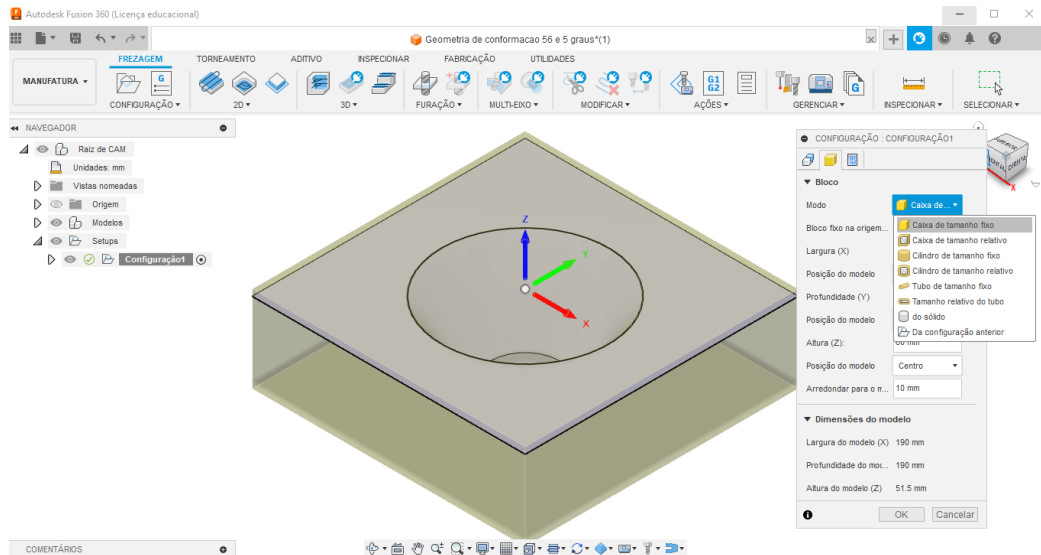 Autodesk Fusion 360 (Licença educacional)
Geometria de conformacao 56 e 5 graus*(1)
FREZAGEM TORNEAMENTO ADITIVO INSPECIONAR FABRICAÇÃO UTILIDADES
MANUFATURA
CONFIGURAÇÃO 2D 3D FURAÇÃO MULTI-EIXO MODIFICAR AÇÕES GERENCIAR INSPECIONAR SELECIONAR
G
G1
G2
G
NAVEGADOR
Raiz de CAM
Unidades: mm
Vistas nomeadas
Origem
Modelos
Setups
Configuração1
Z
Y
X
X
CONFIGURAÇÃO : CONFIGURAÇÃO1
Bloco
Modo Caixa de...
Bloco fixo na origem...
Largura (X)
Posição do modelo
Profundidade (Y)
Posição do modelo
Altura (Z):
Caixa de tamanho fixo
Caixa de tamanho relativo
Cilindro de tamanho fixo
Cilindro de tamanho relativo
Tubo de tamanho fixo
Tamanho relativo do tubo
do sólido
Da configuração anterior
Posição do modelo Centro
Arredondar para o m... 10 mm
Dimensões do modelo
Largura do modelo (X) 190 mm
Profundidade do moc... 190 mm
Altura do modelo (Z) 51.5 mm
OK Cancelar
COMENTÁRIOS